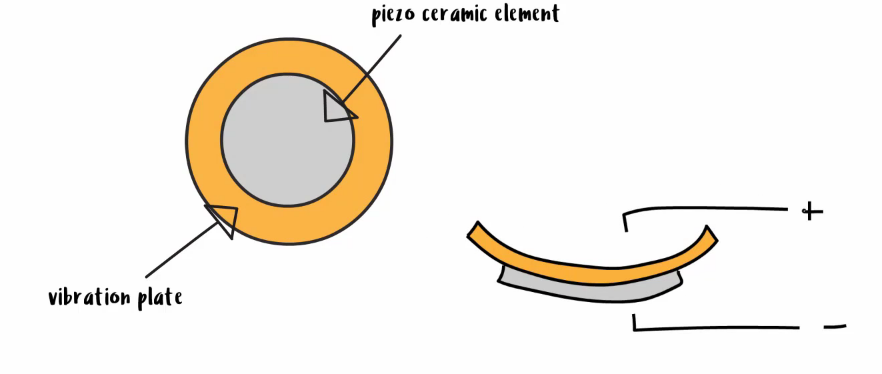 piezo ceramic element
+
vibration plate
-